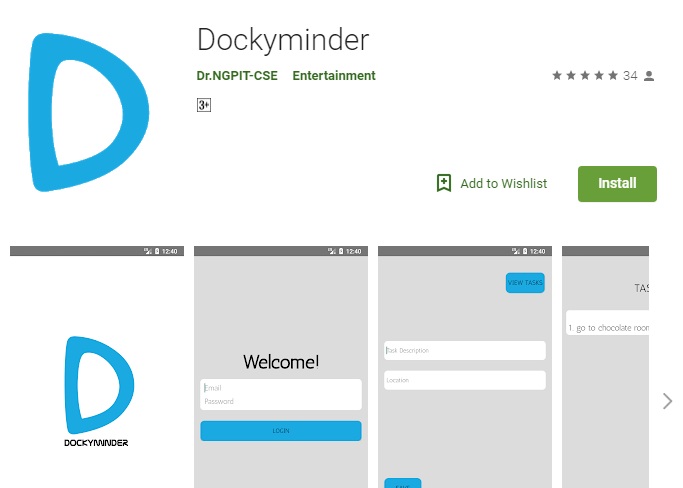 Dockyminder
Dr.NGPIT-CSE Entertainment
34
3+
Add to Wishlist
Install
12:40
12:40
12:40
DOCKYMINDER
Welcome!
Email
Password
LOGIN
VIEW TASKS
Task Description
Location
SAVE
TAS
1. go to chocolate room